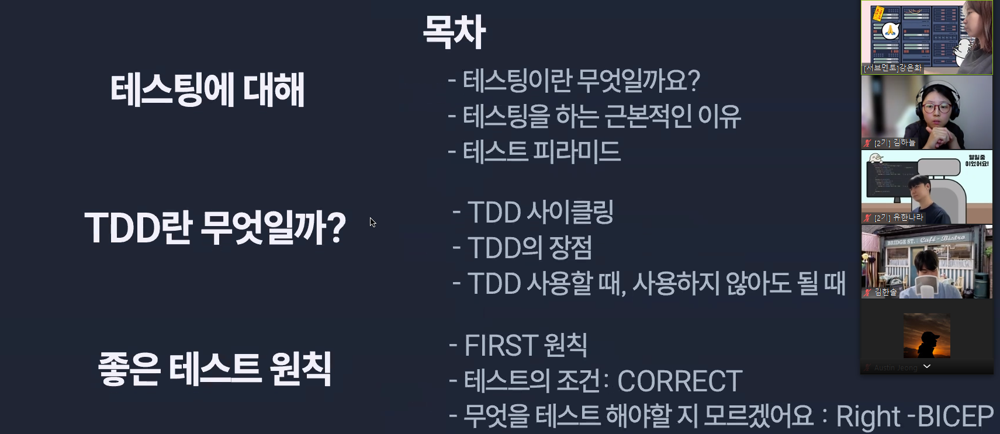 목차
테스팅에 대해
- 테스팅이란 무엇일까요?
- 테스팅을 하는 근본적인 이유
- 테스트 피라미드
TDD란 무엇일까?
- TDD 사이클링
- TDD의 장점
- TDD 사용할 때, 사용하지 않아도 될 때
좋은 테스트 원칙
- FIRST 원칙
- 테스트의 조건: CORRECT
- 무엇을 테스트 해야할 지 모르겠어요 : Right -BICEP
[서브멘토]강은화
[2기] 김하늘
열일중
이었어요!
[2기] 유한나라
BRIDGE ST. Café-Bistro
김한솔
Austin Jeong